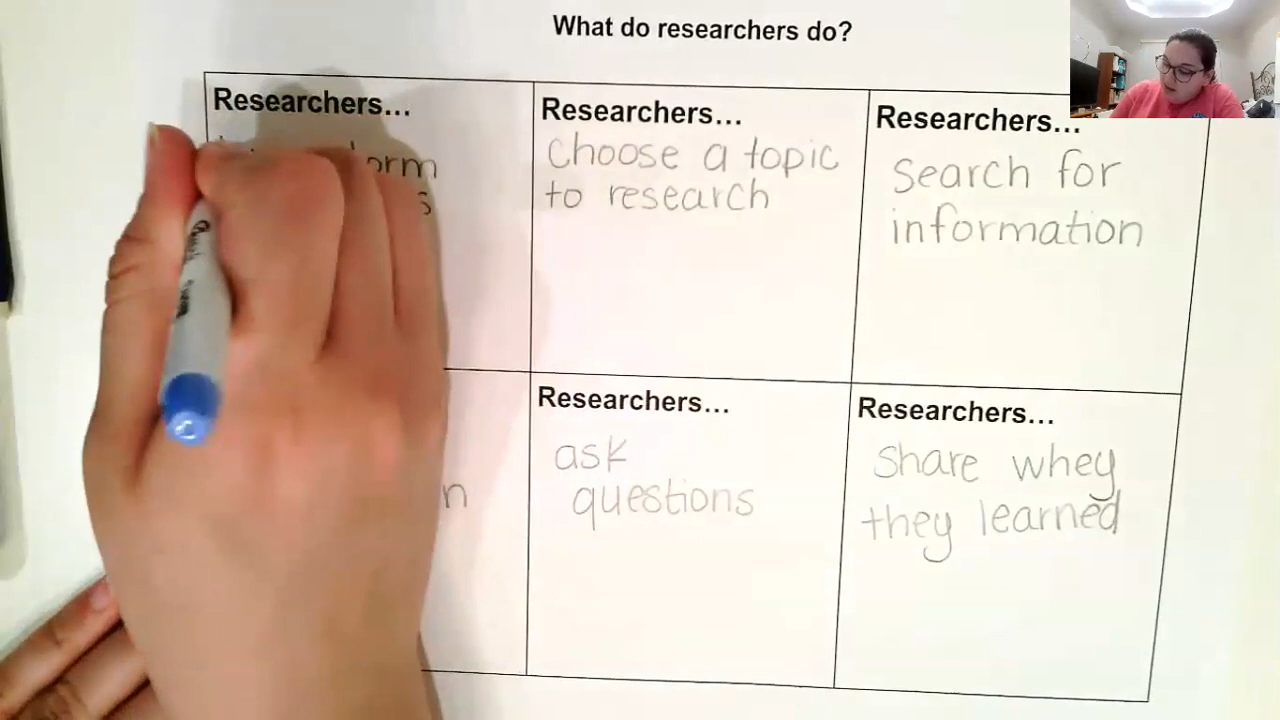 What do researchers do?
Researchers...
Researchers...
Choose a topic
to research
Researchers...
Search for
information
Researchers...
ask
questions
Researchers...
Share whey
they learned